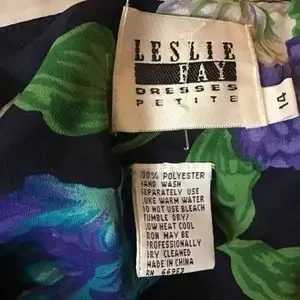 LESLIE
FAY
DRESSES
PETITE
14
100% POLYESTER
HAND WASH
SEPARATELY USE
LUKE WARM WATER
DO NOT USE BLEACH
TUMBLE DRY/
LOW HEAT COOL
IRON MAY BE
PROFESSIONALLY
DRY CLEANED
MADE IN CHINA
RN 66953